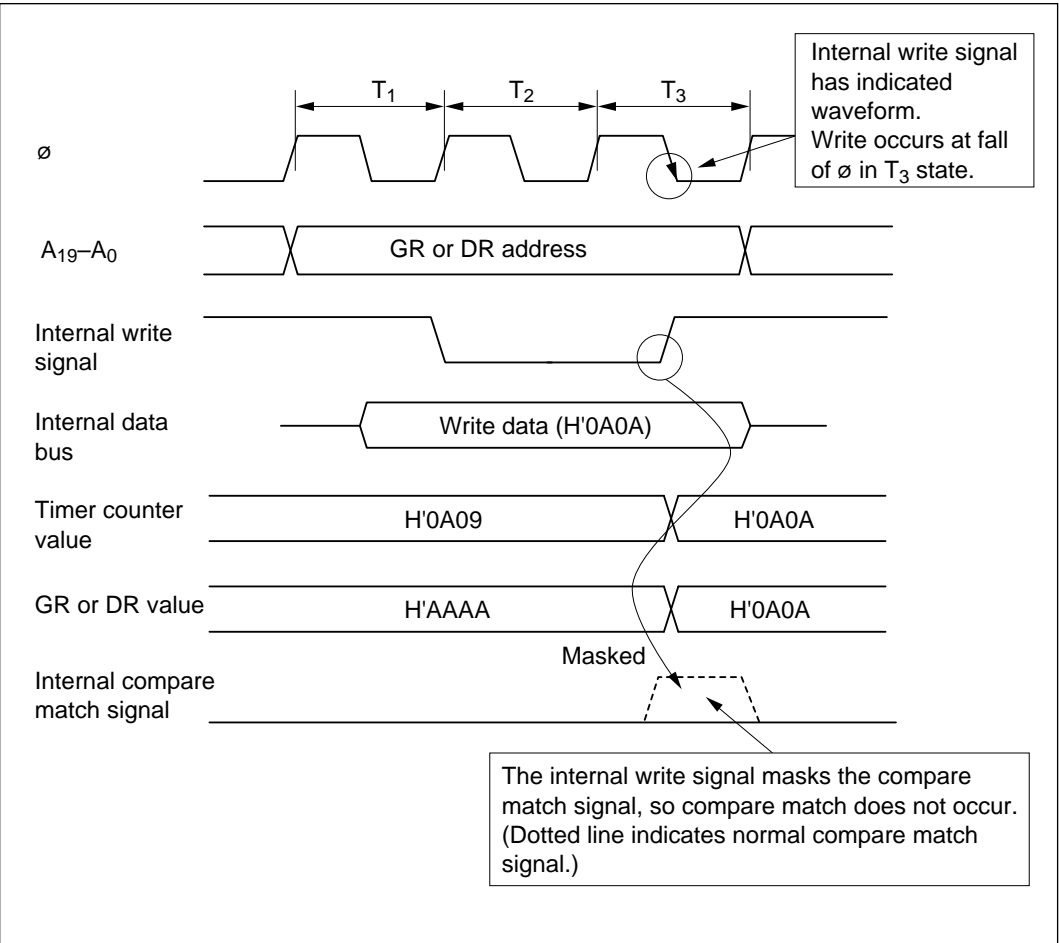 Internal write signal
has indicated
waveform.
Write occurs at fall
of ø in T3 state.
T1
T2
T3
ø
A19–A0
GR or DR address
Internal write
signal
Internal data
bus
Write data (H'0A0A)
Timer counter
value
H'0A09
H'0A0A
GR or DR value
H'AAAA
H'0A0A
Masked
Internal compare
match signal
The internal write signal masks the compare
match signal, so compare match does not occur.
(Dotted line indicates normal compare match
signal.)